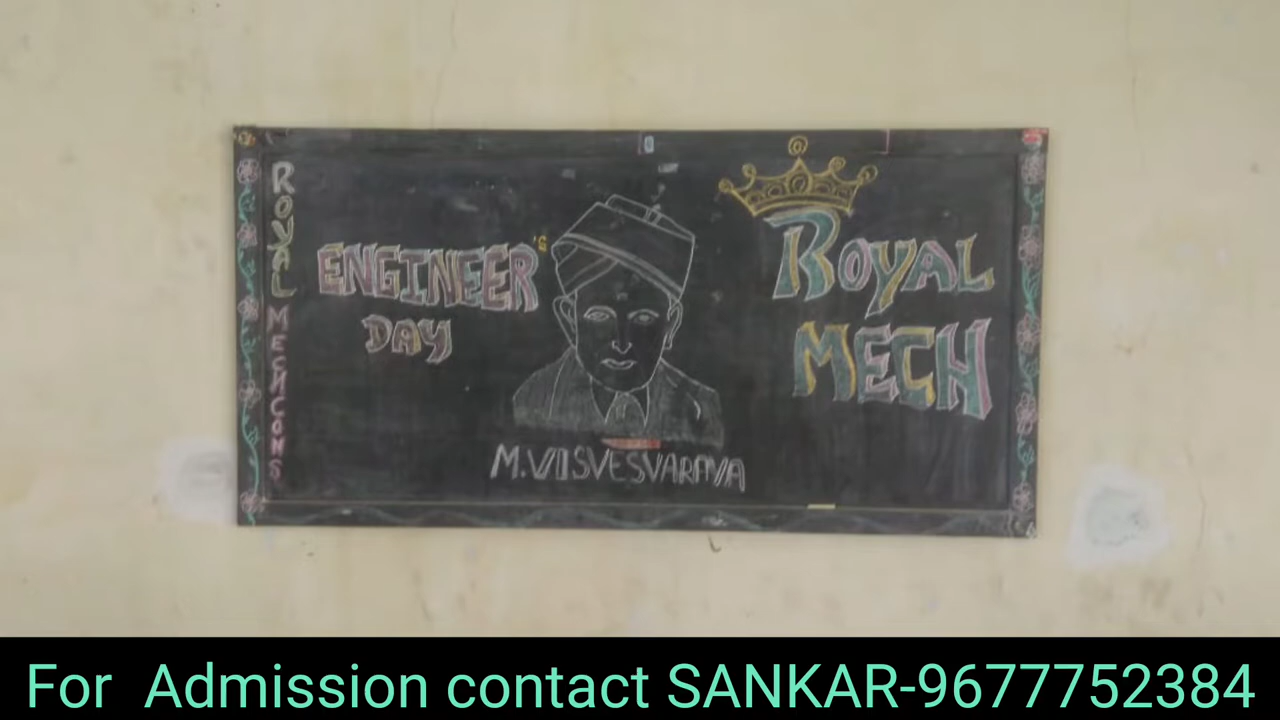 ROYAL MECHCONS
ENGINEER'S
DAY
ROYAL
MECH
M.VISVESVARAYA
For Admission contact SANKAR-9677752384